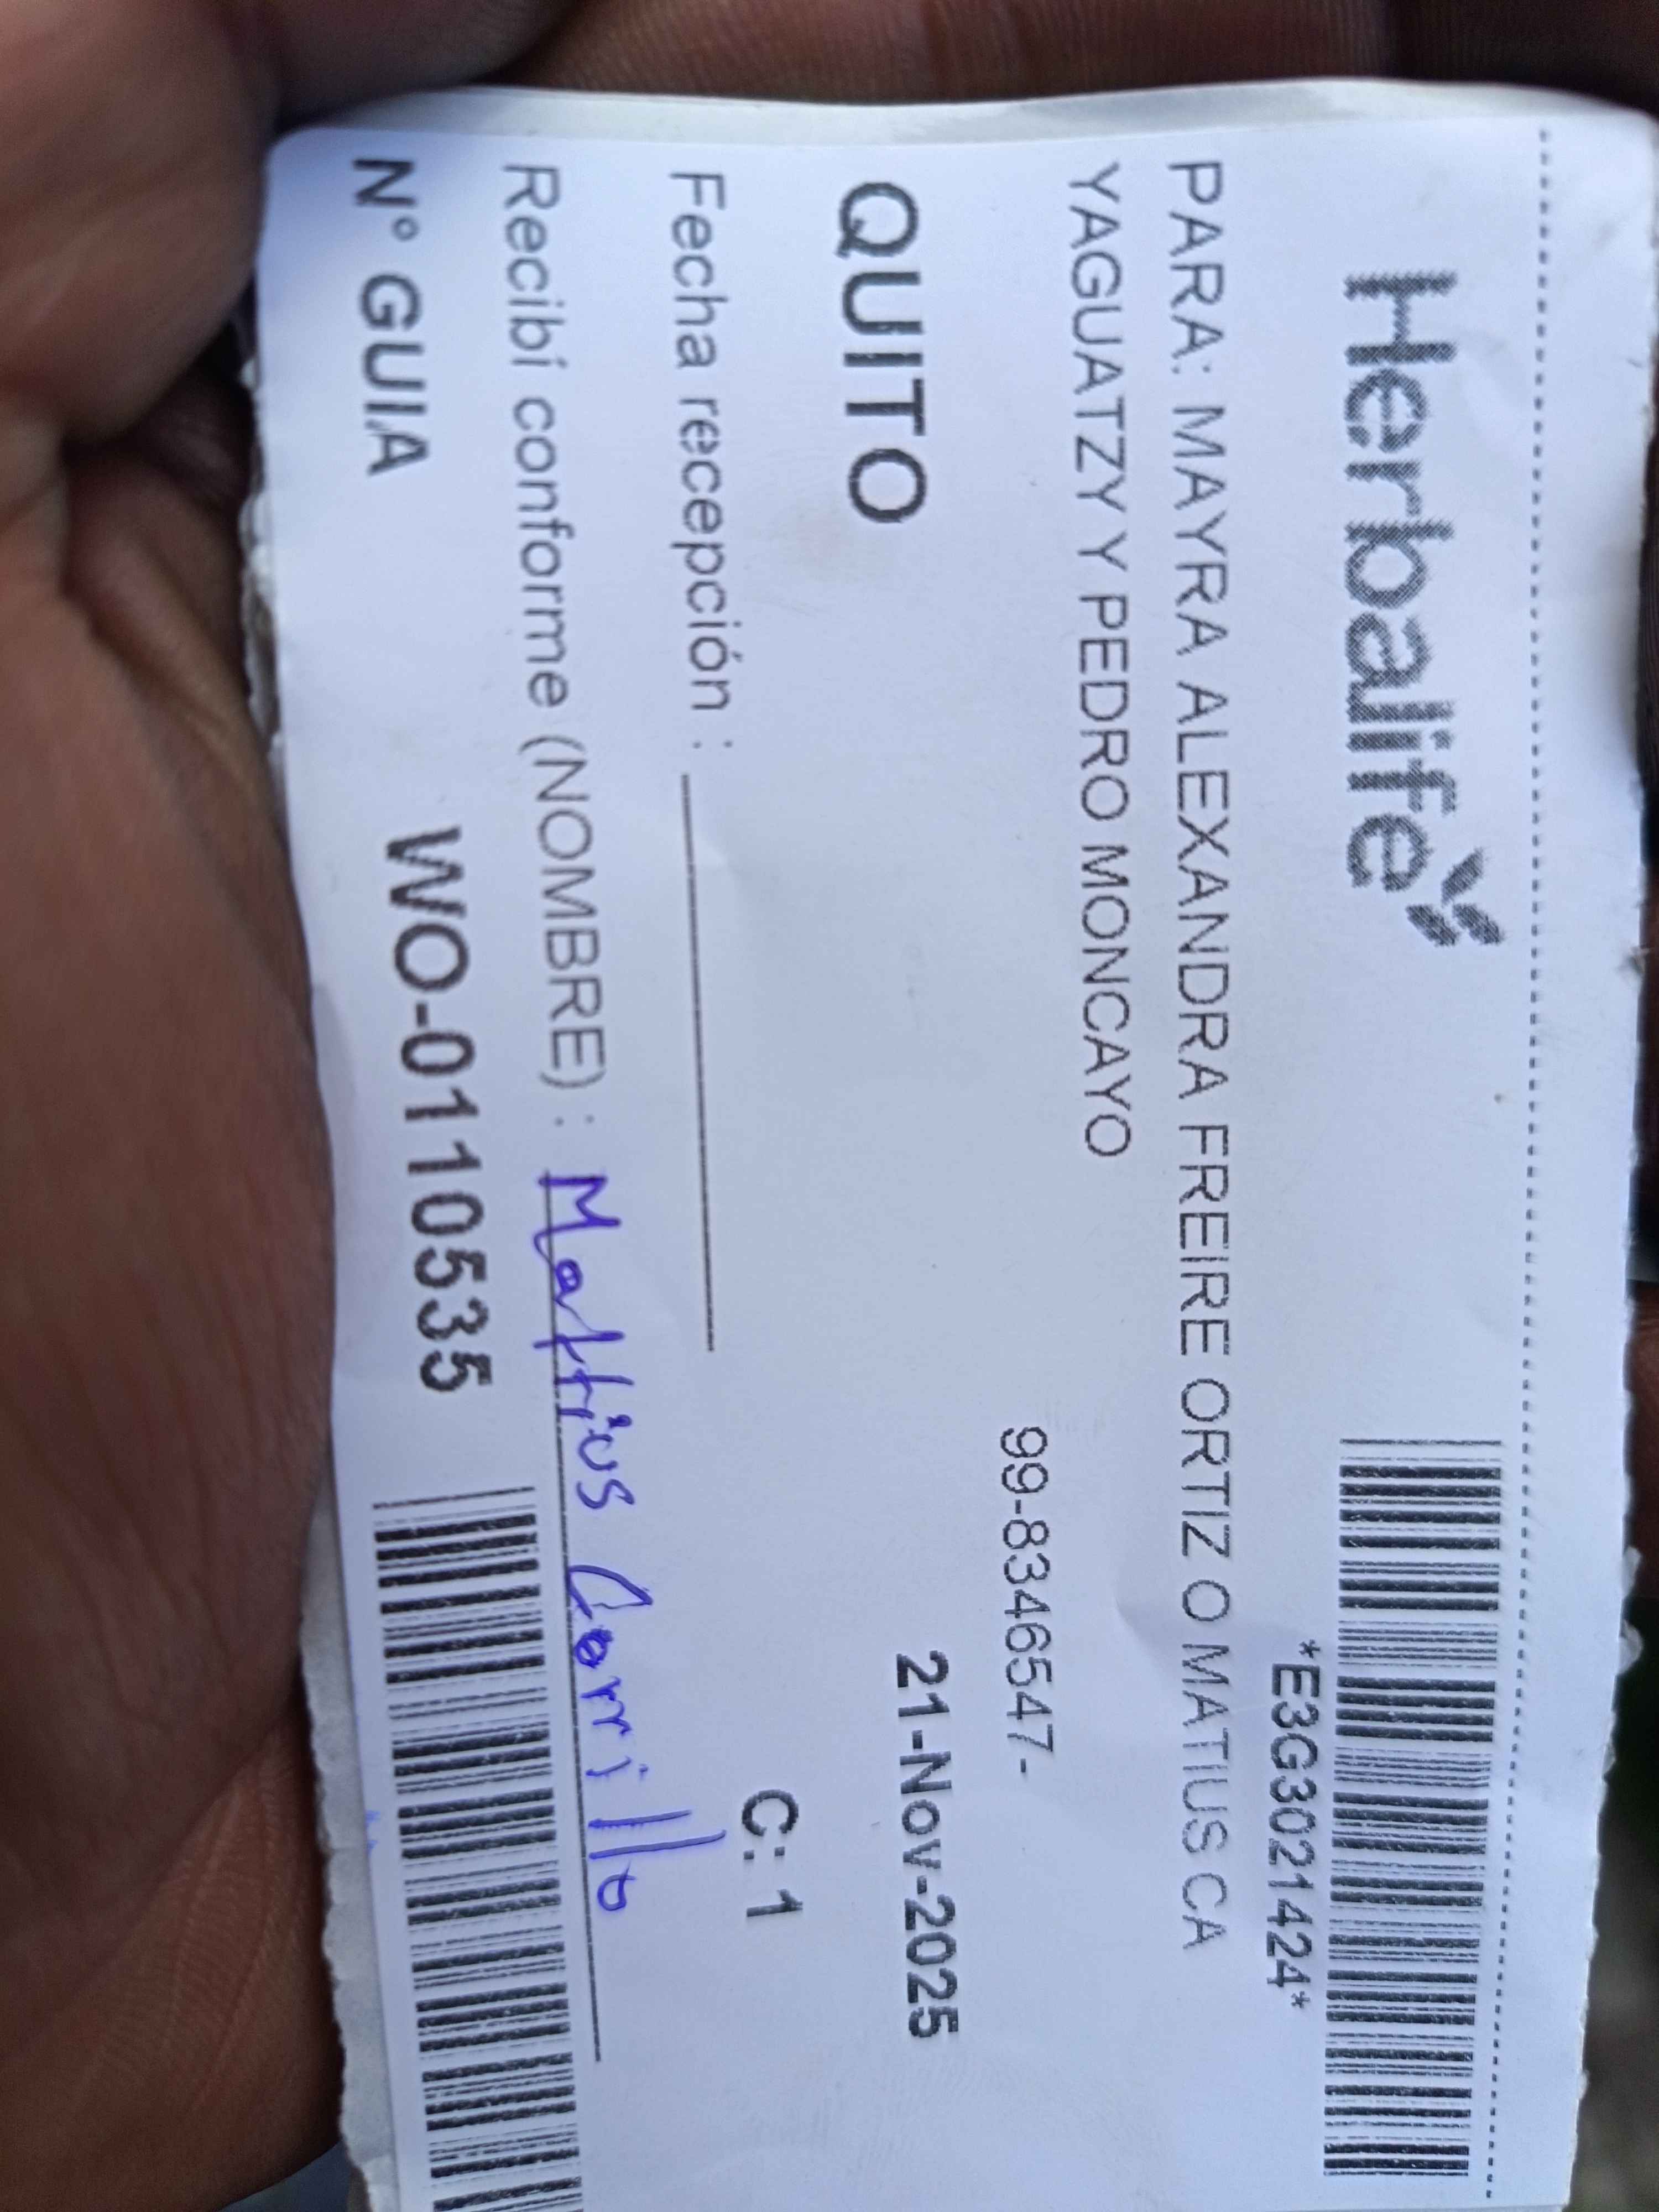 Herbalife
*E3G3021424*
PARA: MAYRA ALEXANDRA FREIRE ORTIZ O MATIUS CA
YAGUATZY Y PEDRO MONCAYO
99-8346547-
QUITO
21-Nov-2025
C: 1
Fecha recepción :
Recibí conforme (NOMBRE) : Matius Carrillo
N° GUIA WO-0110535